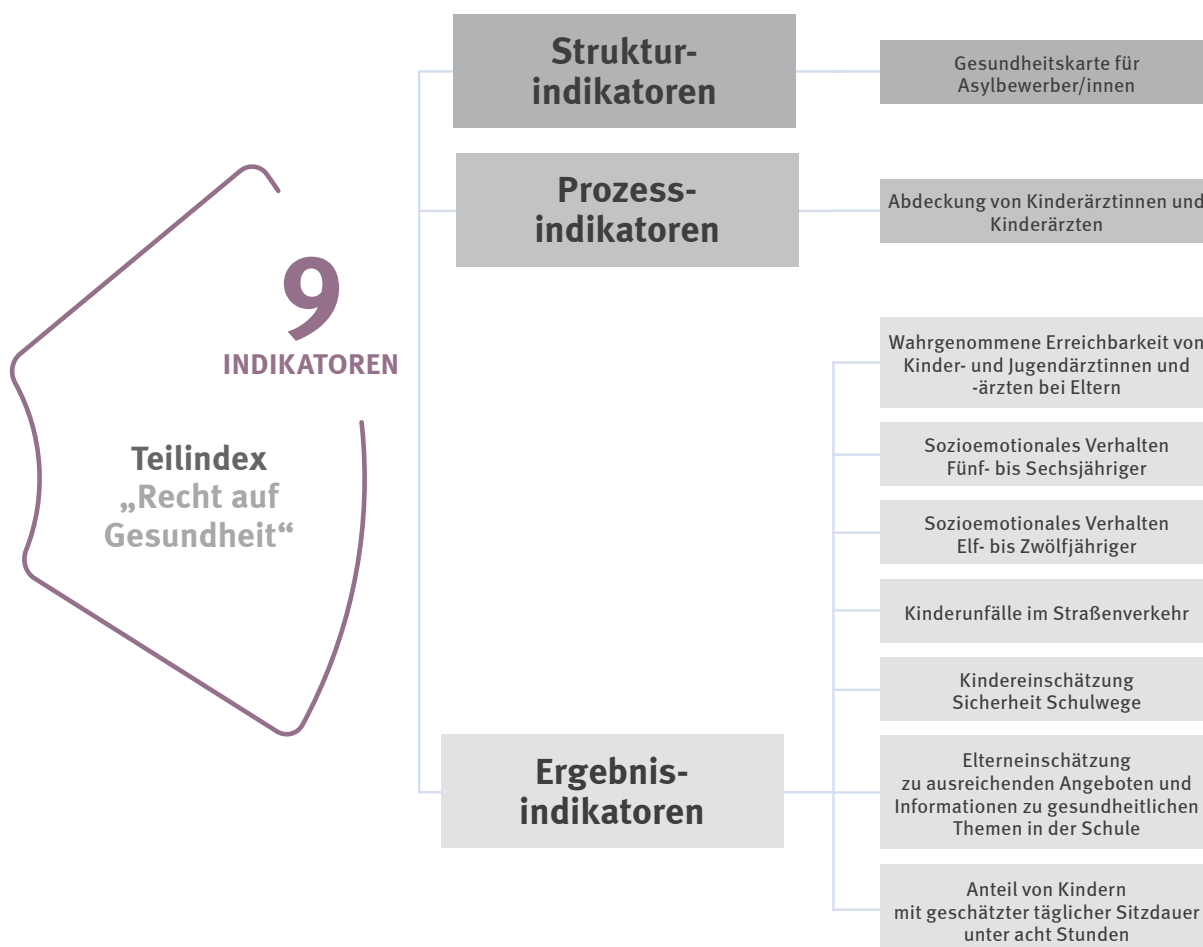 9
INDIKATOREN
Teilindex
„Recht auf
Gesundheit“
Struktur-
indikatoren
Gesundheitskarte für
Asylbewerber/innen
Prozess-
indikatoren
Abdeckung von Kinderärztinnen und
Kinderärzten
Ergebnis-
indikatoren
Wahrgenommene Erreichbarkeit von
Kinder- und Jugendärztinnen und
-ärzten bei Eltern
Sozioemotionales Verhalten
Fünf- bis Sechsjähriger
Sozioemotionales Verhalten
Elf- bis Zwölfjähriger
Kinderunfälle im Straßenverkehr
Kindereinschätzung
Sicherheit Schulwege
Elterneinschätzung
zu ausreichenden Angeboten und
Informationen zu gesundheitlichen
Themen in der Schule
Anteil von Kindern
mit geschätzter täglicher Sitzdauer
unter acht Stunden